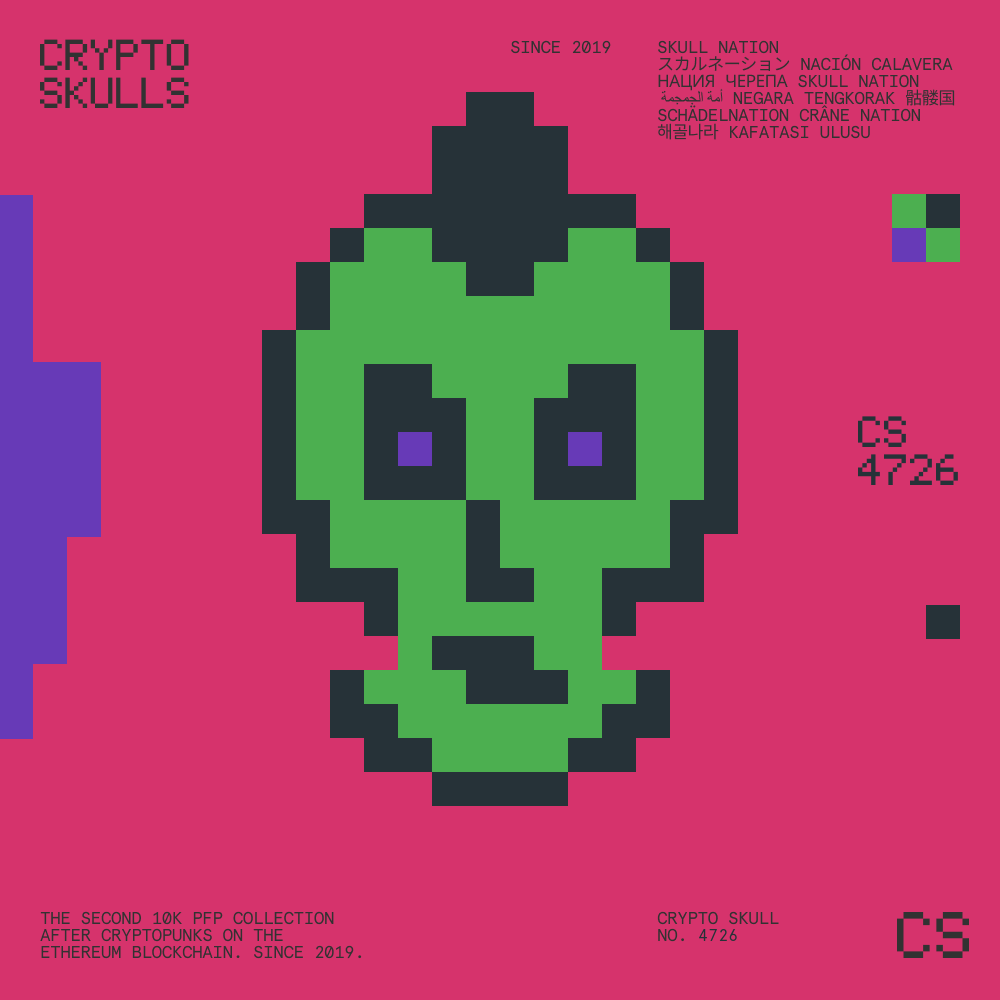 CRYPTO
SKULLS
SINCE 2019
SKULL NATION
スカルネーション NACIÓN CALAVERA
НАЦИЯ ЧЕРЕПА SKULL NATION
أمة الجمجمة NEGARA TENGKORAK 骷髅国
SCHÄDELNATION CRÂNE NATION
해골나라 KAFATASI ULUSU
CS
4726
THE SECOND 10K PFP COLLECTION
AFTER CRYPTOPUNKS ON THE
ETHEREUM BLOCKCHAIN. SINCE 2019.
CRYPTO SKULL
NO. 4726
CS